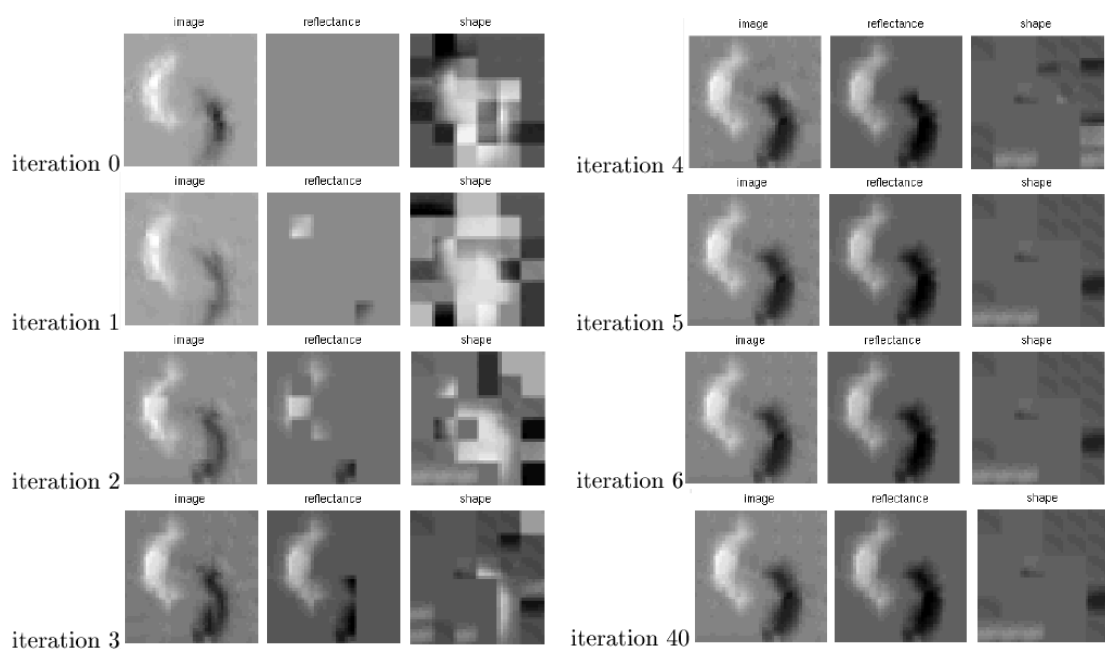 image reflectance shape
iteration 0
image reflectance shape
iteration 1
image reflectance shape
iteration 2
image reflectance shape
iteration 3
image reflectance shape
iteration 4
image reflectance shape
iteration 5
image reflectance shape
iteration 6
image reflectance shape
iteration 40